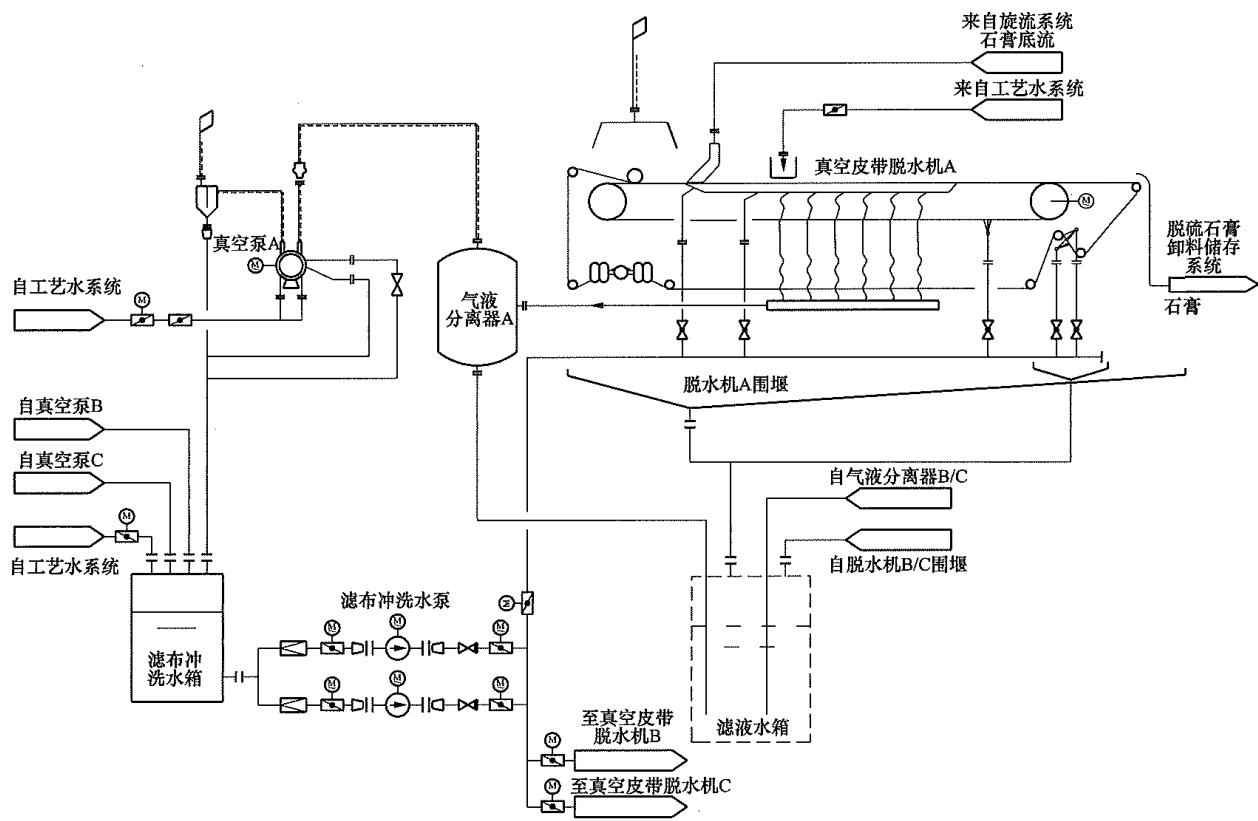 来自旋流系统
石膏底流
来自工艺水系统
真空皮带脱水机A
M
真空泵A
M
脱硫石膏
卸料储存
系统
石膏
自工艺水系统
M
气液
分离器A
脱水机A围堰
自真空泵B
自真空泵C
M
自工艺水系统
自气液分离器B/C
自脱水机B/C围堰
滤布冲洗水泵
M
M
M
M
M
M
M
滤布冲
洗水箱
滤液水箱
至真空皮带
脱水机B
M
至真空皮带脱水机C
M